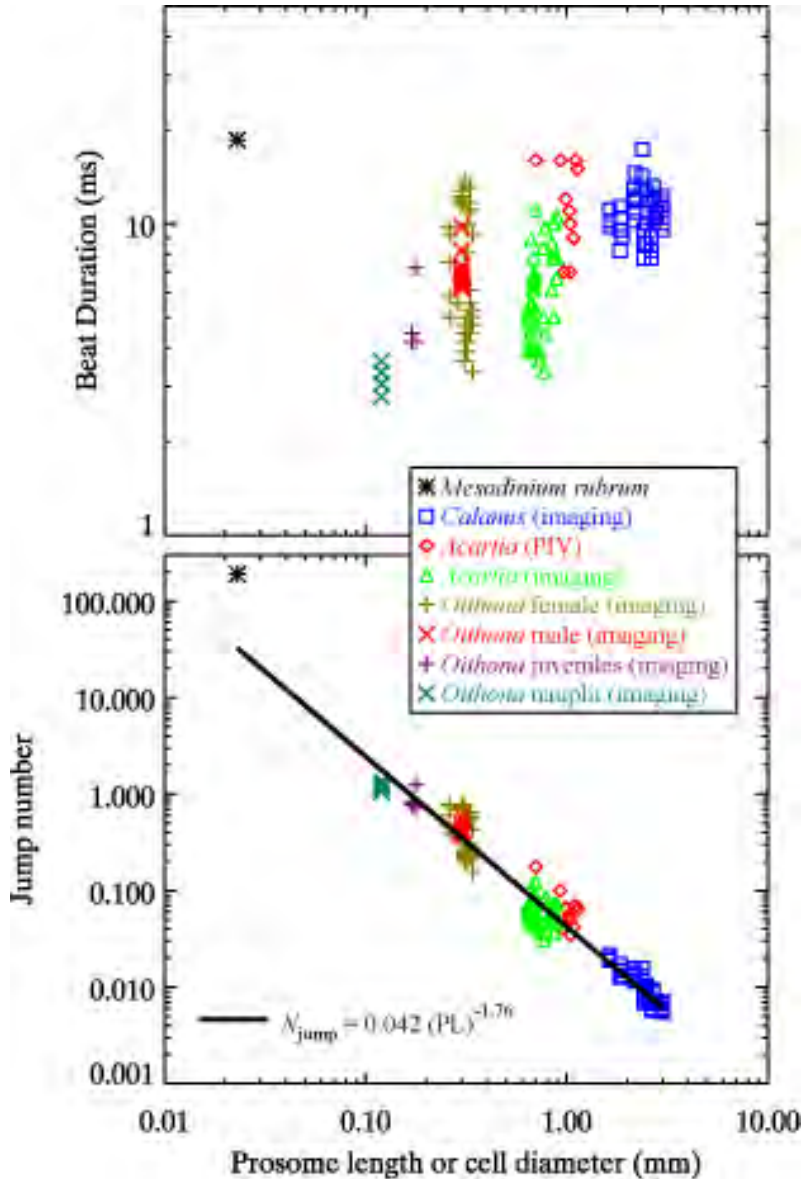 Beat Duration (ms)
10
1
Mesodinium rubrum
Calanus (imaging)
Acartia (PIV)
Acartia (imaging)
Oithona female (imaging)
Oithona male (imaging)
Oithona juveniles (imaging)
Oithona nauplii (imaging)
Jump number
100.000
10.000
1.000
0.100
0.010
0.001
N_jump = 0.042 (PL)^-1.76
0.01 0.10 1.00 10.00
Prosome length or cell diameter (mm)